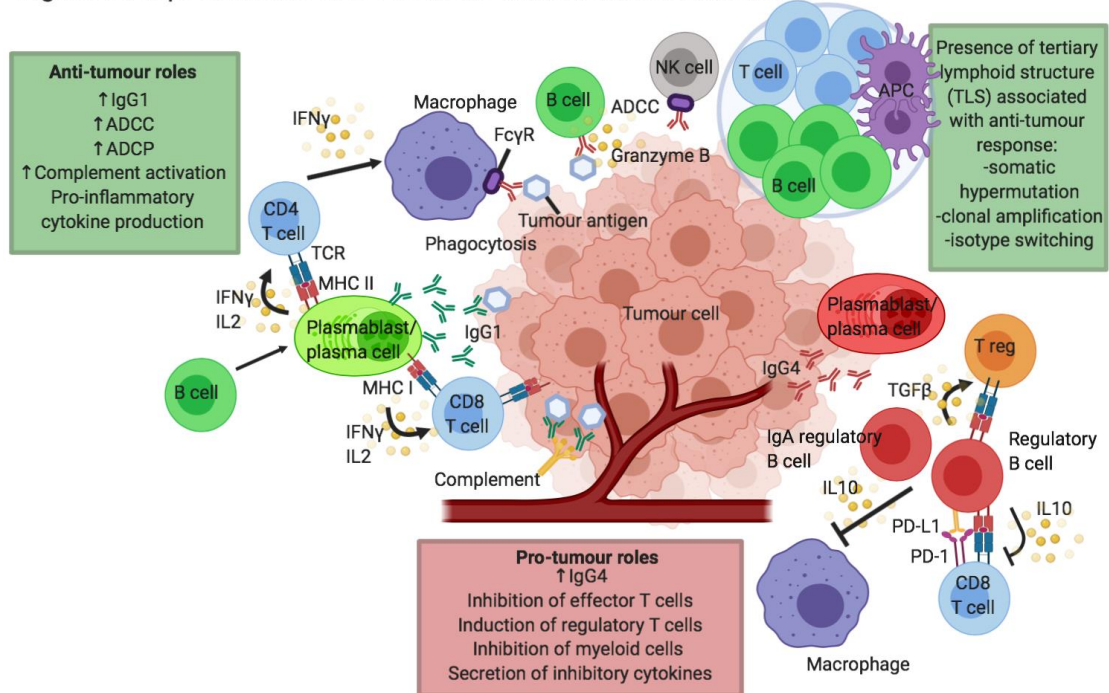 Anti-tumour roles
↑IgG1
↑ADCC
↑ADCP
↑Complement activation
Pro-inflammatory
cytokine production
IFNγ
Macrophage
FcγR
B cell
ADCC
NK cell
Granzyme B
Tumour antigen
Phagocytosis
T cell
APC
B cell
Presence of tertiary
lymphoid structure
(TLS) associated
with anti-tumour
response:
-somatic
hypermutation
-clonal amplification
-isotype switching
CD4
T cell
TCR
MHC II
IFNγ
IL2
Plasmablast/
plasma cell
IgG1
B cell
MHC I
CD8
T cell
IFNγ
IL2
Complement
Tumour cell
Plasmablast/
plasma cell
IgG4
T reg
TGFβ
IgA regulatory
B cell
Regulatory
B cell
IL10
IL10
PD-L1
PD-1
CD8
T cell
Macrophage
Pro-tumour roles
↑IgG4
Inhibition of effector T cells
Induction of regulatory T cells
Inhibition of myeloid cells
Secretion of inhibitory cytokines